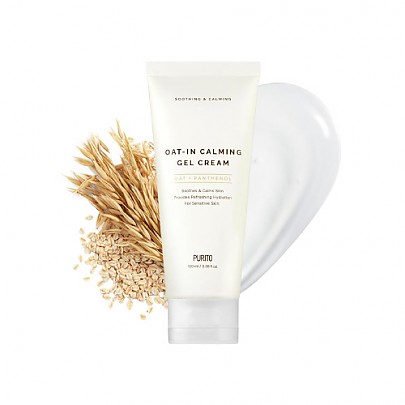 SOOTHING & CALMING
OAT-IN CALMING
GEL CREAM
OAT + PANTHENOL
Soothes & Calms Skin
Provides Refreshing Hydration
For Sensitive Skin
PURITO